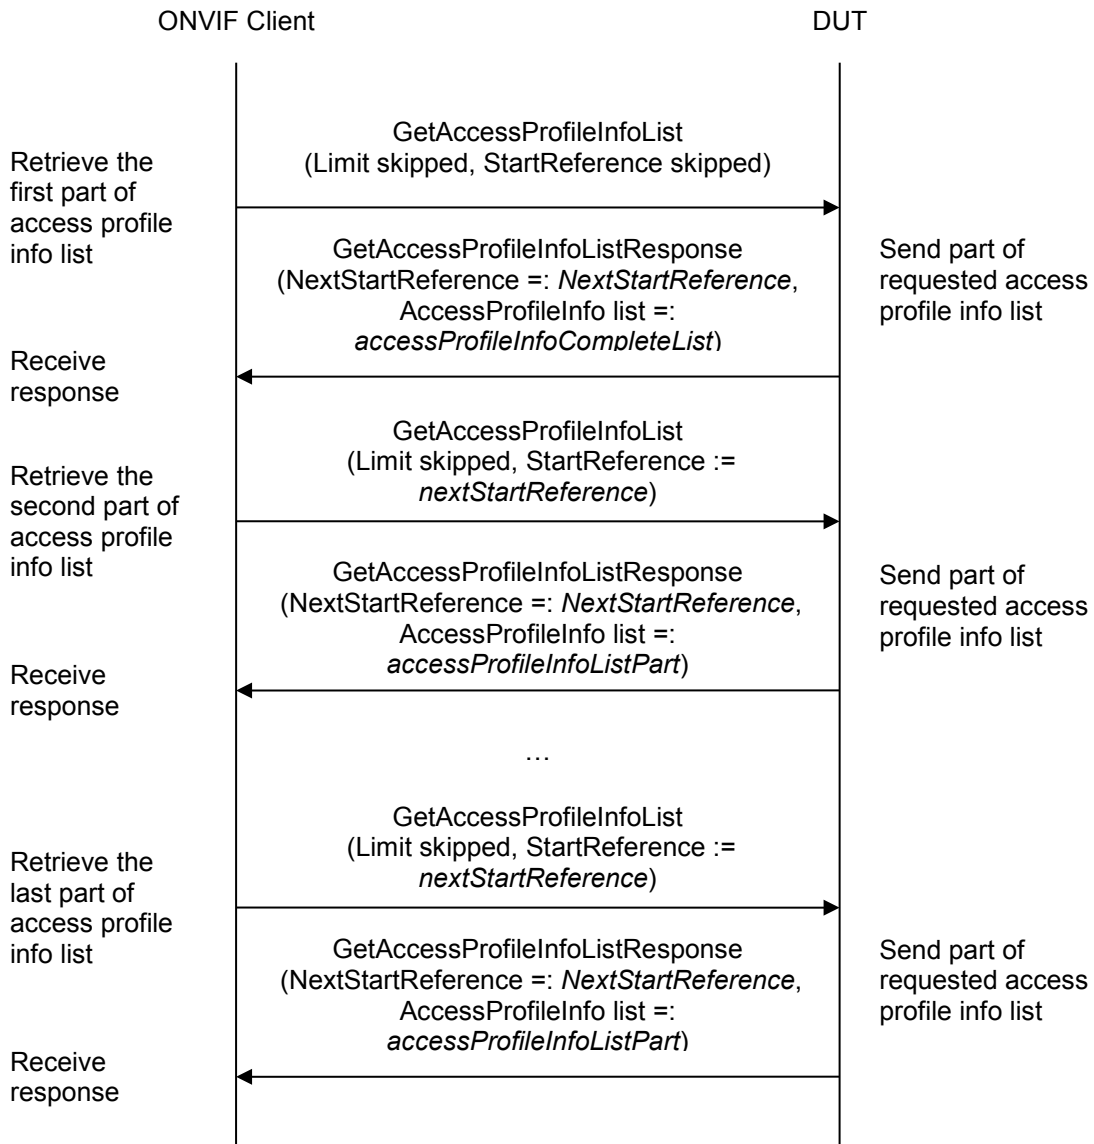 ONVIF Client
DUT
GetAccessProfileInfoList
(Limit skipped, StartReference skipped)
Retrieve the
first part of
access profile
info list
GetAccessProfileInfoListResponse
(NextStartReference =: NextStartReference,
AccessProfileInfo list =:
accessProfileInfoCompleteList)
Send part of
requested access
profile info list
Receive
response
GetAccessProfileInfoList
(Limit skipped, StartReference :=
nextStartReference)
Retrieve the
second part of
access profile
info list
GetAccessProfileInfoListResponse
(NextStartReference =: NextStartReference,
AccessProfileInfo list =:
accessProfileInfoListPart)
Send part of
requested access
profile info list
Receive
response
…
GetAccessProfileInfoList
(Limit skipped, StartReference :=
nextStartReference)
Retrieve the
last part of
access profile
info list
GetAccessProfileInfoListResponse
(NextStartReference =: NextStartReference,
AccessProfileInfo list =:
accessProfileInfoListPart)
Send part of
requested access
profile info list
Receive
response